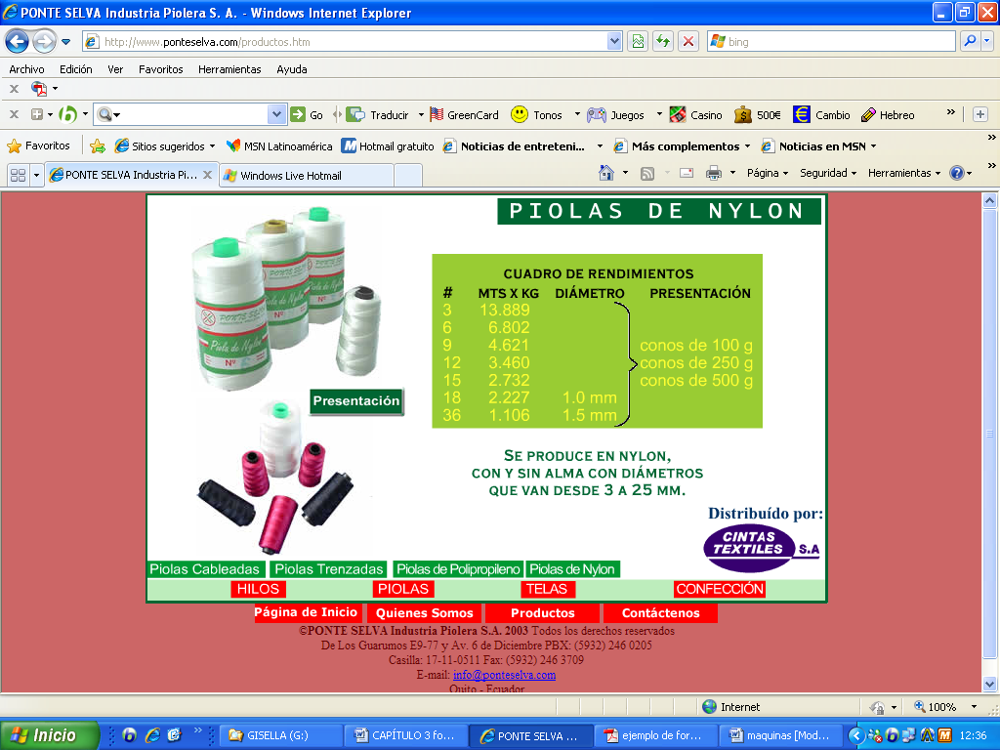 PONTE SELVA Industria Piolera S. A. - Windows Internet Explorer
http://www.ponteselva.com/productos.htm
bing
Archivo Edición Ver Favoritos Herramientas Ayuda
Go Traducir GreenCard Tonos Juegos Casino 500€ Cambio Hebreo
Favoritos Sitios sugeridos MSN Latinoamérica Hotmail gratuito Noticias de entreteni... Más complementos Noticias en MSN
PONTE SELVA Industria Pi... Windows Live Hotmail Página Seguridad Herramientas
PIOLAS DE NYLON
PONTE SELVA
Piola de Nylon
Nº
Presentación
CUADRO DE RENDIMIENTOS
# MTS X KG DIÁMETRO PRESENTACIÓN
3 13.889
6 6.802
9 4.621 conos de 100 g
12 3.460 conos de 250 g
15 2.732 conos de 500 g
18 2.227 1.0 mm
36 1.106 1.5 mm
SE PRODUCE EN NYLON,
CON Y SIN ALMA CON DIÁMETROS
QUE VAN DESDE 3 A 25 MM.
Distribuído por:
CINTAS
TEXTILES S.A
Piolas Cableadas Piolas Trenzadas Piolas de Polipropileno Piolas de Nylon
HILOS PIOLAS TELAS CONFECCIÓN
Página de Inicio Quienes Somos Productos Contáctenos
©PONTE SELVA Industria Piolera S.A. 2003 Todos los derechos reservados
De Los Guarumos E9-77 y Av. 6 de Diciembre PBX: (5932) 246 0205
Casilla: 17-11-0511 Fax: (5932) 246 3709
E-mail: info@ponteselva.com
Quito - Ecuador
Internet 100%
Inicio GISELLA (G:) CAPÍTULO 3 fo... PONTE SELVA ... ejemplo de for... maquinas [Mod... 12:36